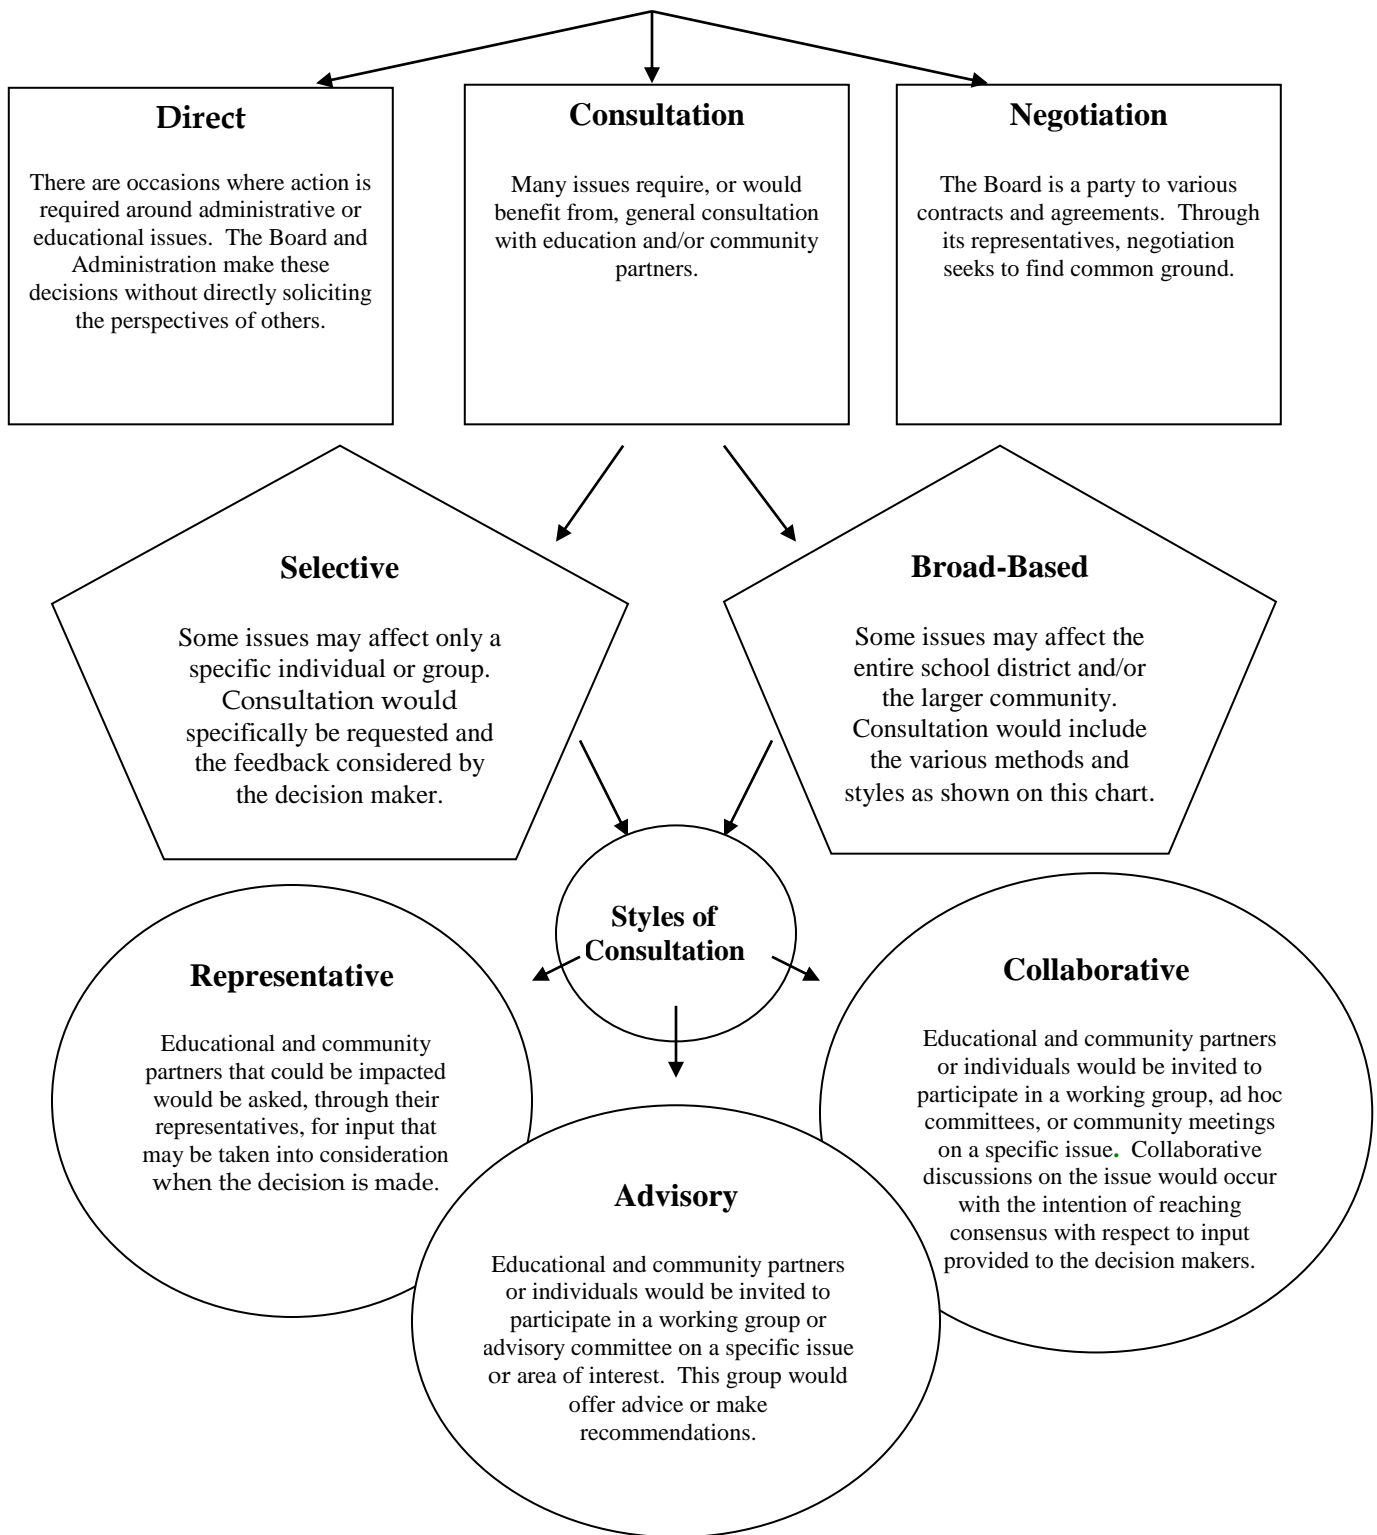 Direct
There are occasions where action is
required around administrative or
educational issues.  The Board and
Administration make these
decisions without directly soliciting
the perspectives of others.
Consultation
Many issues require, or would
benefit from, general consultation
with education and/or community
partners.
Negotiation
The Board is a party to various
contracts and agreements.  Through
its representatives, negotiation
seeks to find common ground.
Selective
Some issues may affect only a
specific individual or group.
Consultation would
specifically be requested and
the feedback considered by
the decision maker.
Broad-Based
Some issues may affect the
entire school district and/or
the larger community.
Consultation would include
the various methods and
styles as shown on this chart.
Styles of
Consultation
Representative
Educational and community
partners that could be impacted
would be asked, through their
representatives, for input that
may be taken into consideration
when the decision is made.
Advisory
Educational and community partners
or individuals would be invited to
participate in a working group or
advisory committee on a specific issue
or area of interest.  This group would
offer advice or make
recommendations.
Collaborative
Educational and community partners
or individuals would be invited to
participate in a working group, ad hoc
committees, or community meetings
on a specific issue.  Collaborative
discussions on the issue would occur
with the intention of reaching
consensus with respect to input
provided to the decision makers.